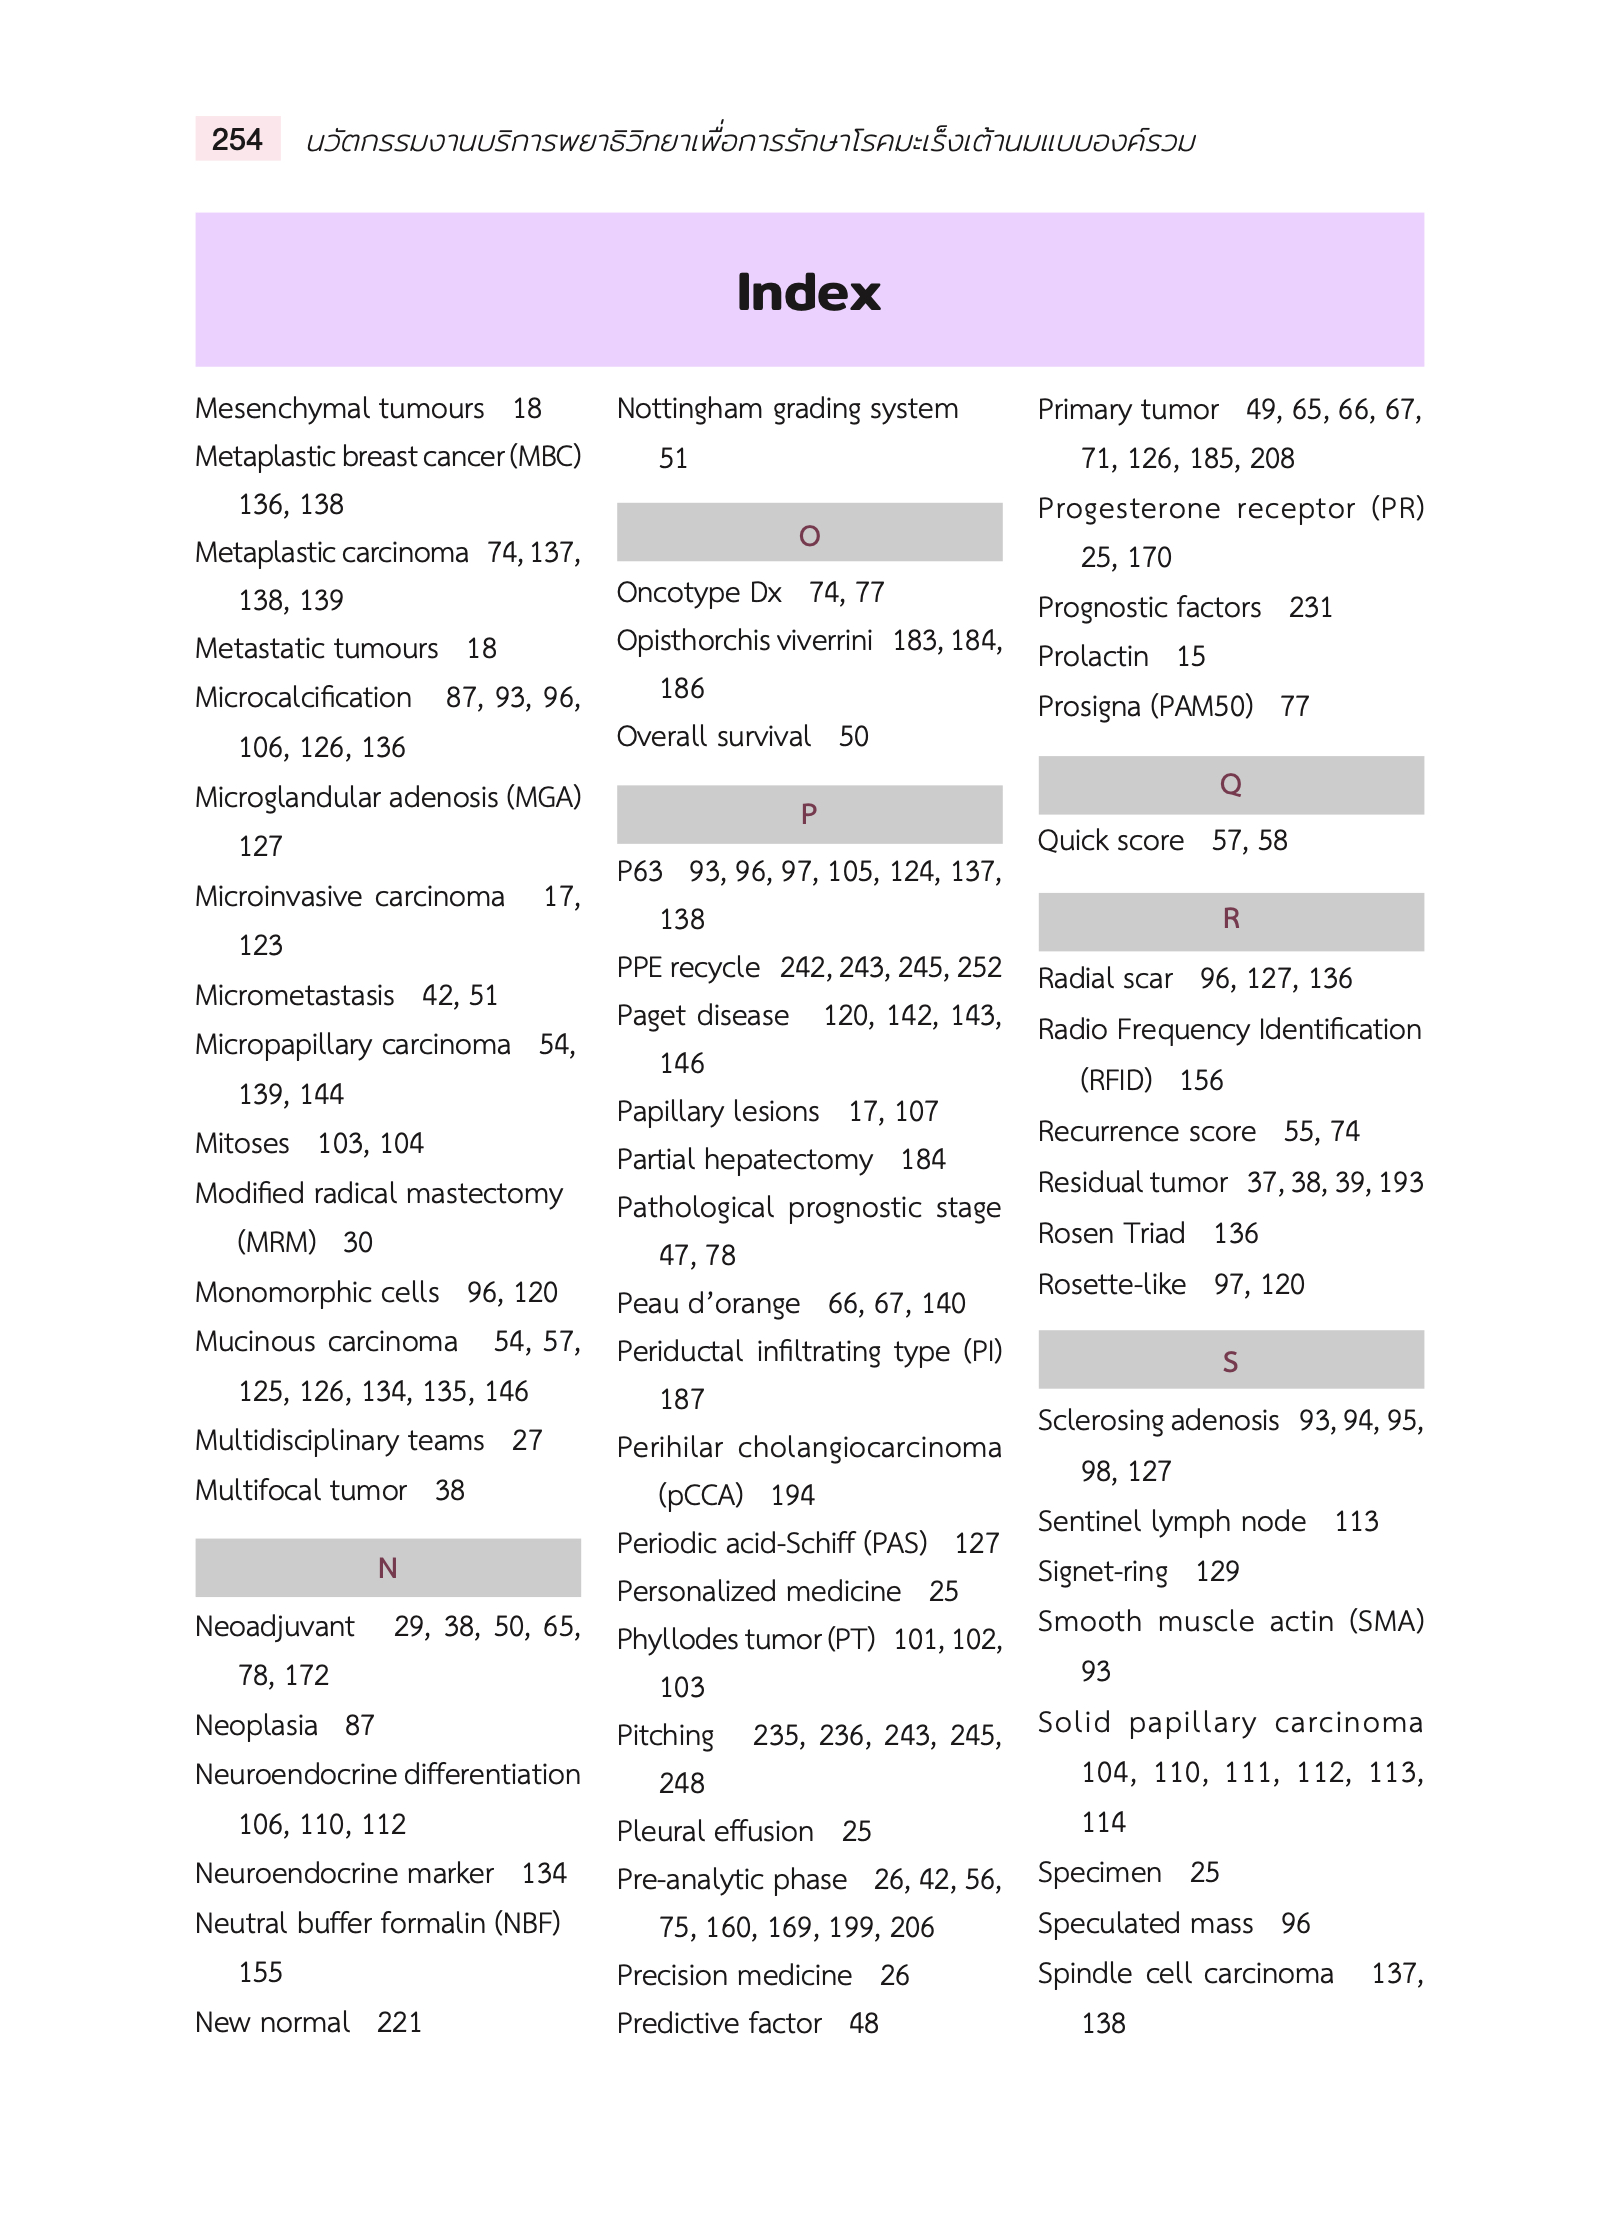 254 นวัตกรรมงานบริการพยาธิวิทยาเพื่อการรักษาโรคมะเร็งเต้านมแบบองค์รวม
Index
Mesenchymal tumours 18
Metaplastic breast cancer (MBC)
136, 138
Metaplastic carcinoma 74, 137,
138, 139
Metastatic tumours 18
Microcalcification 87, 93, 96,
106, 126, 136
Microglandular adenosis (MGA)
127
Microinvasive carcinoma 17,
123
Micrometastasis 42, 51
Micropapillary carcinoma 54,
139, 144
Mitoses 103, 104
Modified radical mastectomy
(MRM) 30
Monomorphic cells 96, 120
Mucinous carcinoma 54, 57,
125, 126, 134, 135, 146
Multidisciplinary teams 27
Multifocal tumor 38
N
Neoadjuvant 29, 38, 50, 65,
78, 172
Neoplasia 87
Neuroendocrine differentiation
106, 110, 112
Neuroendocrine marker 134
Neutral buffer formalin (NBF)
155
New normal 221
Nottingham grading system
51
O
Oncotype Dx 74, 77
Opisthorchis viverrini 183, 184,
186
Overall survival 50
P
P63 93, 96, 97, 105, 124, 137,
138
PPE recycle 242, 243, 245, 252
Paget disease 120, 142, 143,
146
Papillary lesions 17, 107
Partial hepatectomy 184
Pathological prognostic stage
47, 78
Peau d’orange 66, 67, 140
Periductal infiltrating type (PI)
187
Perihilar cholangiocarcinoma
(pCCA) 194
Periodic acid-Schiff (PAS) 127
Personalized medicine 25
Phyllodes tumor (PT) 101, 102,
103
Pitching 235, 236, 243, 245,
248
Pleural effusion 25
Pre-analytic phase 26, 42, 56,
75, 160, 169, 199, 206
Precision medicine 26
Predictive factor 48
Primary tumor 49, 65, 66, 67,
71, 126, 185, 208
Progesterone receptor (PR)
25, 170
Prognostic factors 231
Prolactin 15
Prosigna (PAM50) 77
Q
Quick score 57, 58
R
Radial scar 96, 127, 136
Radio Frequency Identification
(RFID) 156
Recurrence score 55, 74
Residual tumor 37, 38, 39, 193
Rosen Triad 136
Rosette-like 97, 120
S
Sclerosing adenosis 93, 94, 95,
98, 127
Sentinel lymph node 113
Signet-ring 129
Smooth muscle actin (SMA)
93
Solid papillary carcinoma
104, 110, 111, 112, 113,
114
Specimen 25
Speculated mass 96
Spindle cell carcinoma 137,
138